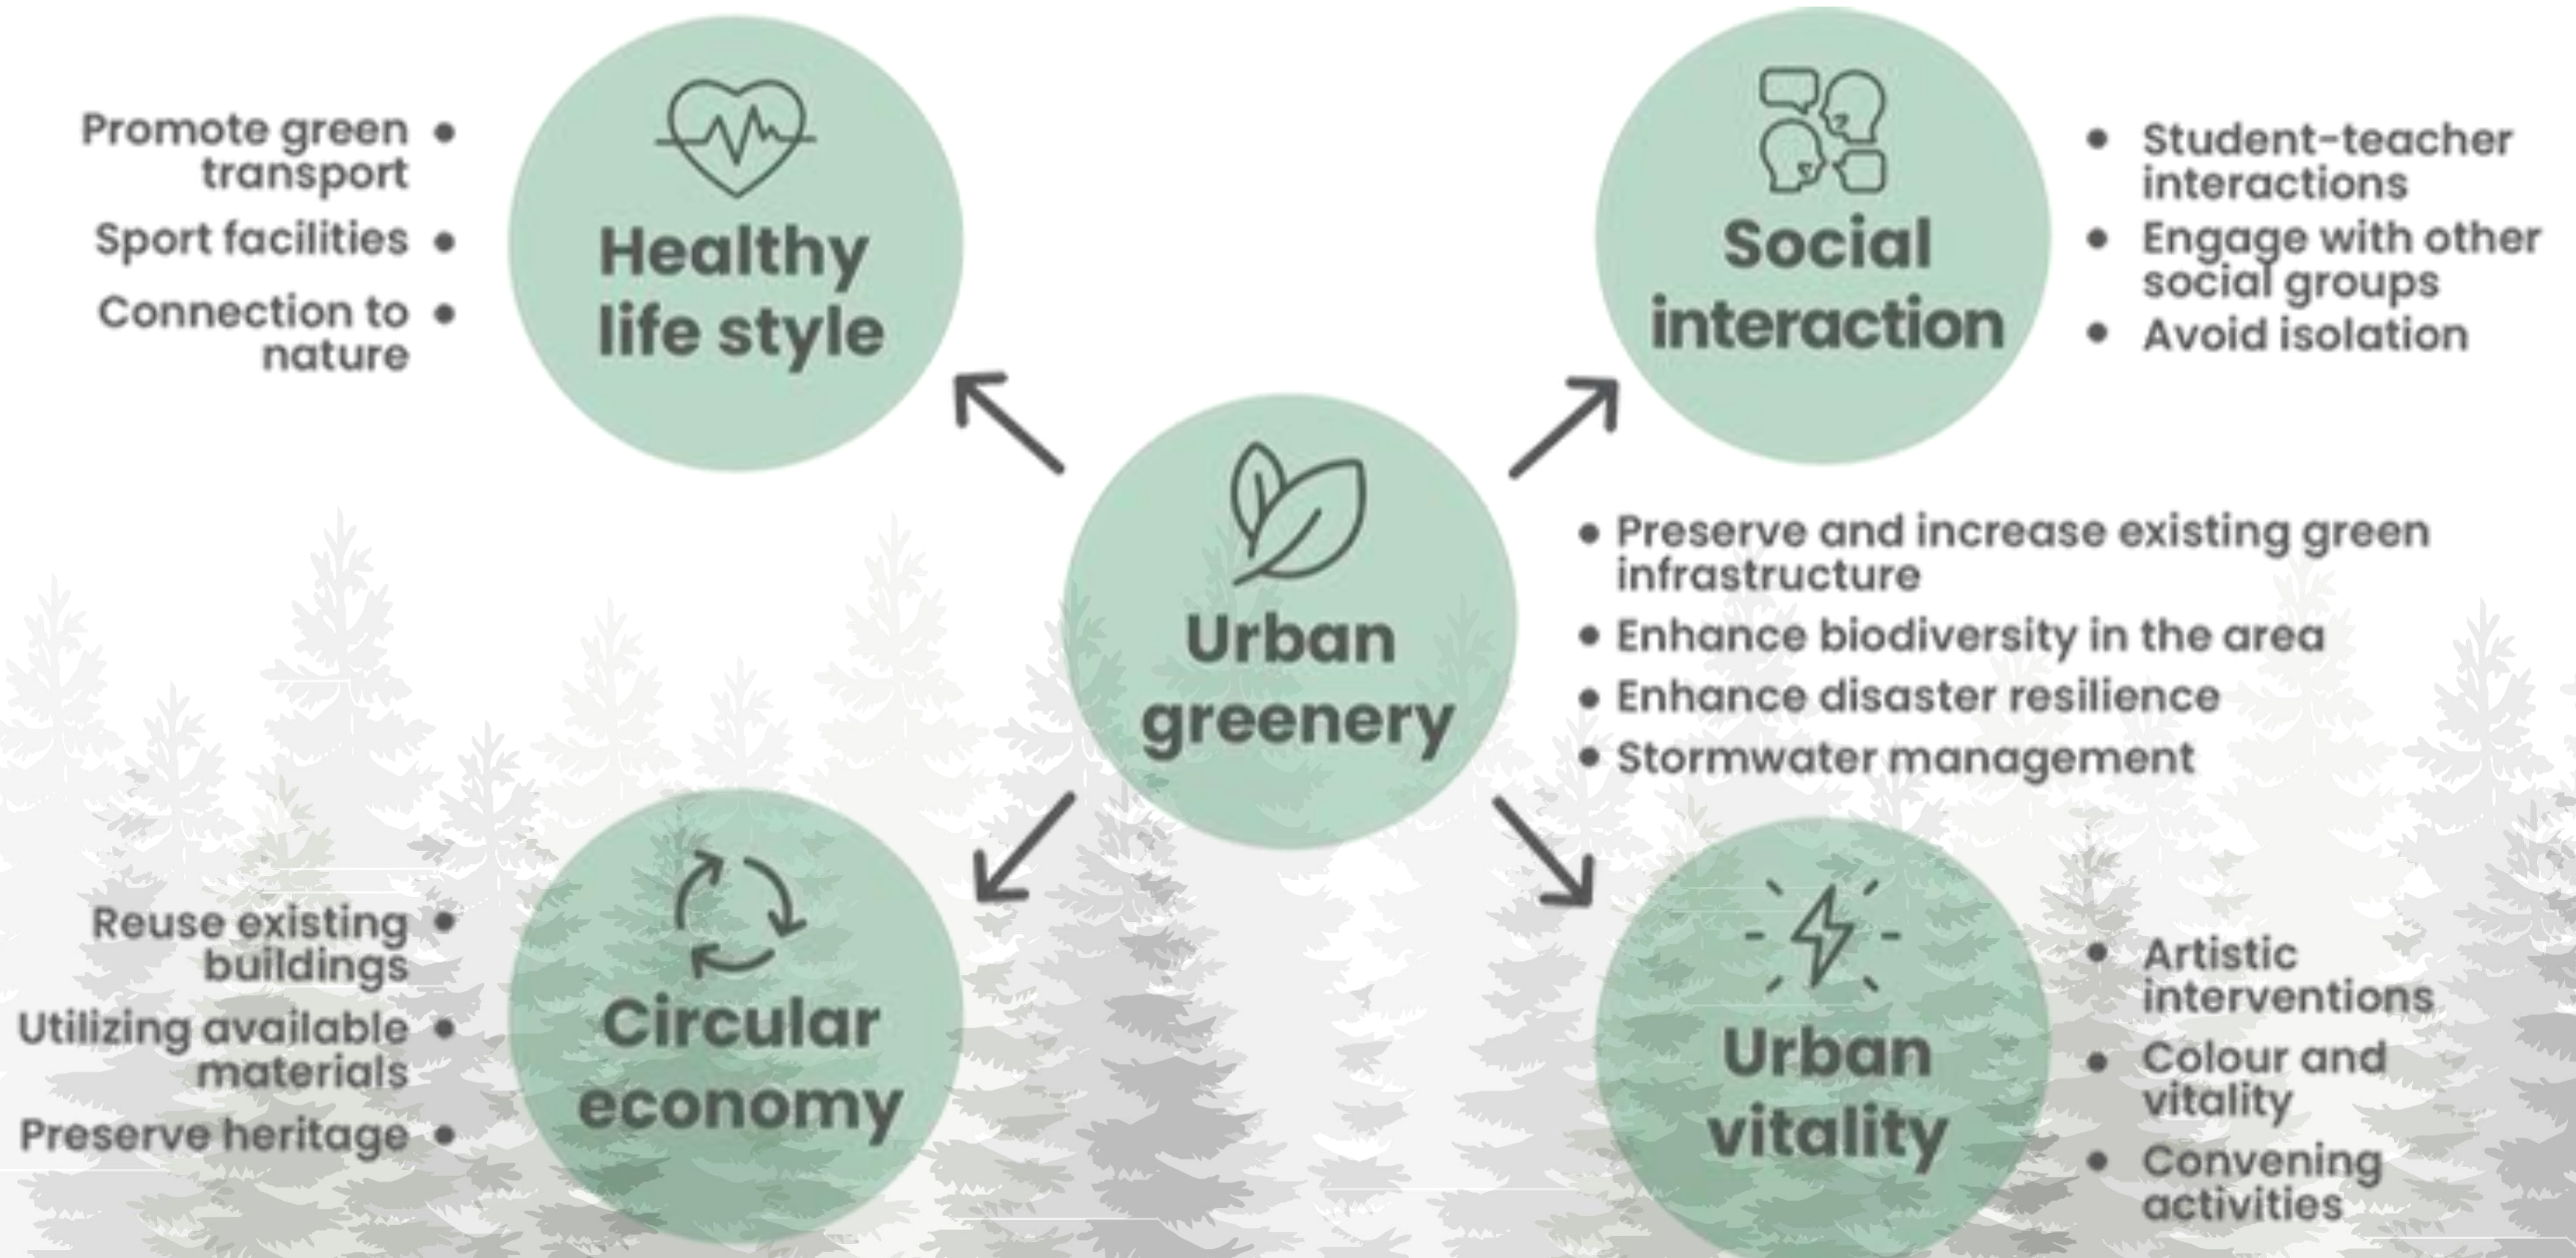 Promote green
transport
Sport facilities
Connection to
nature
Healthy
life style
Social
interaction
• Student-teacher
interactions
• Engage with other
social groups
• Avoid isolation
Urban
greenery
• Preserve and increase existing green
infrastructure
• Enhance biodiversity in the area
• Enhance disaster resilience
• Stormwater management
Reuse existing
buildings
Utilizing available
materials
Preserve heritage
Circular
economy
Urban
vitality
• Artistic
interventions
• Colour and
vitality
• Convening
activities